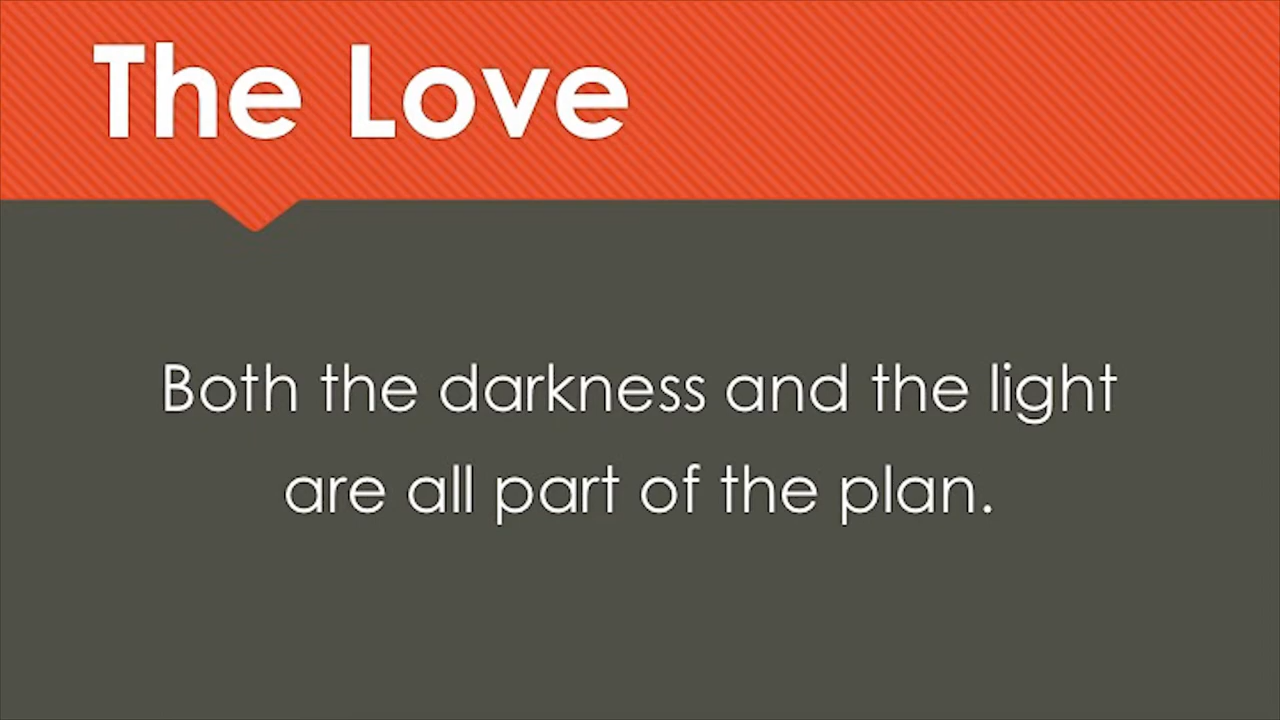 The Love
Both the darkness and the light
are all part of the plan.